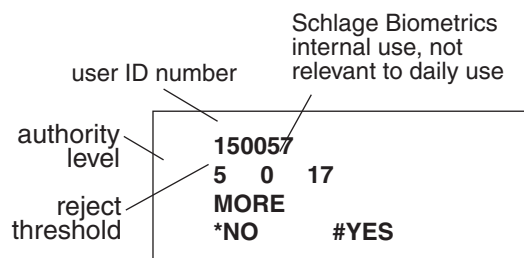 Schlage Biometrics
internal use, not
relevant to daily use
user ID number
authority
level
reject
threshold
150057
5 0 17
MORE
*NO #YES